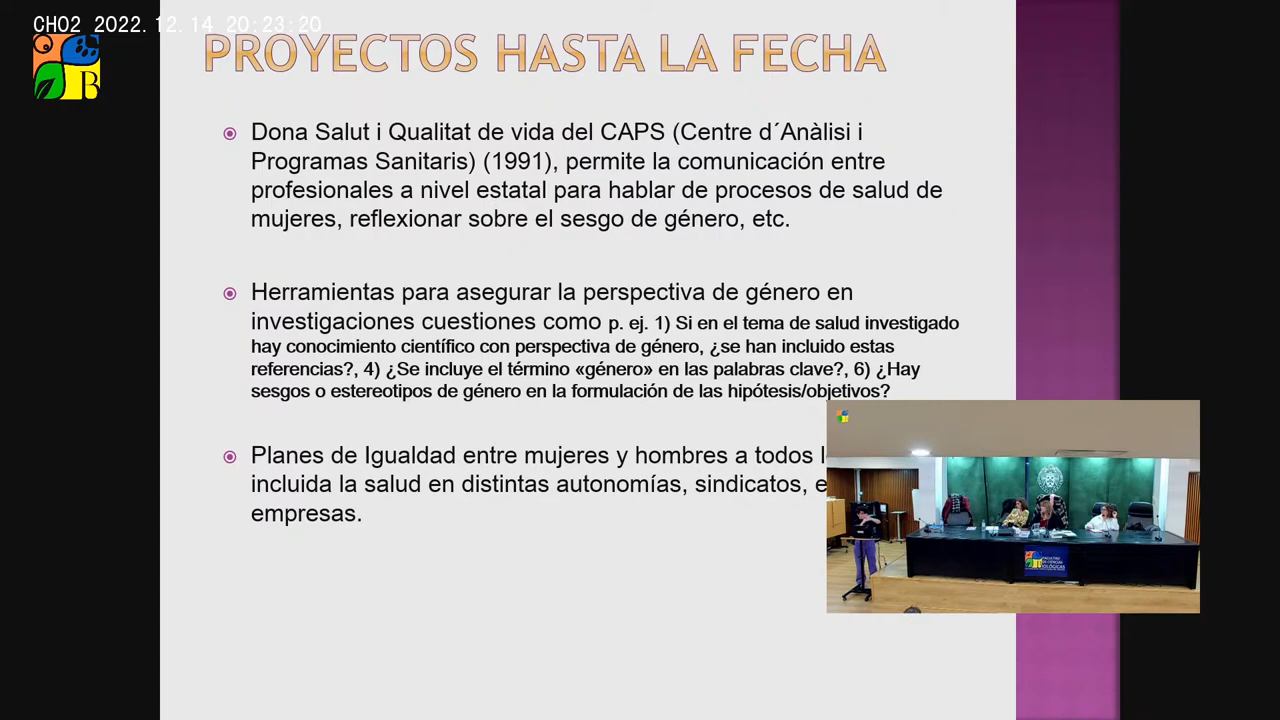 CH02 2022.12.14 20:23:20
PROYECTOS HASTA LA FECHA
B
Dona Salut i Qualitat de vida del CAPS (Centre d´Anàlisi i
Programas Sanitaris) (1991), permite la comunicación entre
profesionales a nivel estatal para hablar de procesos de salud de
mujeres, reflexionar sobre el sesgo de género, etc.
Herramientas para asegurar la perspectiva de género en
investigaciones cuestiones como p. ej. 1) Si en el tema de salud investigado
hay conocimiento científico con perspectiva de género, ¿se han incluido estas
referencias?, 4) ¿Se incluye el término «género» en las palabras clave?, 6) ¿Hay
sesgos o estereotipos de género en la formulación de las hipótesis/objetivos?
Planes de Igualdad entre mujeres y hombres a todos
incluida la salud en distintas autonomías, sindicatos,
empresas.
FACULTAD
DE CIENCIAS